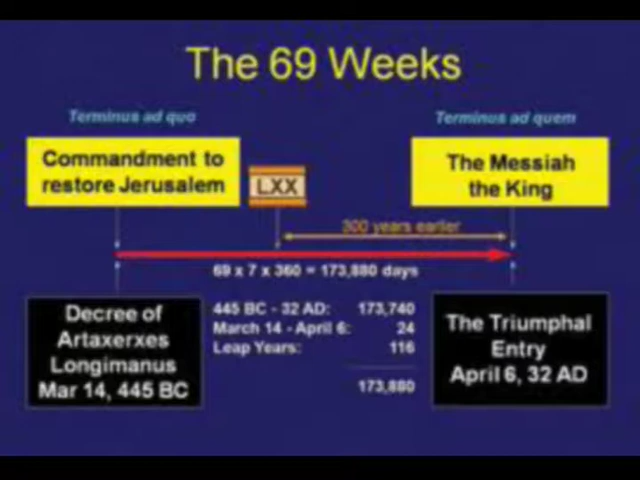 The 69 Weeks
Terminus ad quo
Terminus ad quem
Commandment to
restore Jerusalem
LXX
The Messiah
the King
300 years earlier
69 x 7 x 360 = 173,880 days
Decree of
Artaxerxes
Longimanus
Mar 14, 445 BC
445 BC - 32 AD: 173,740
March 14 - April 6: 24
Leap Years: 116
173,880
The Triumphal
Entry
April 6, 32 AD